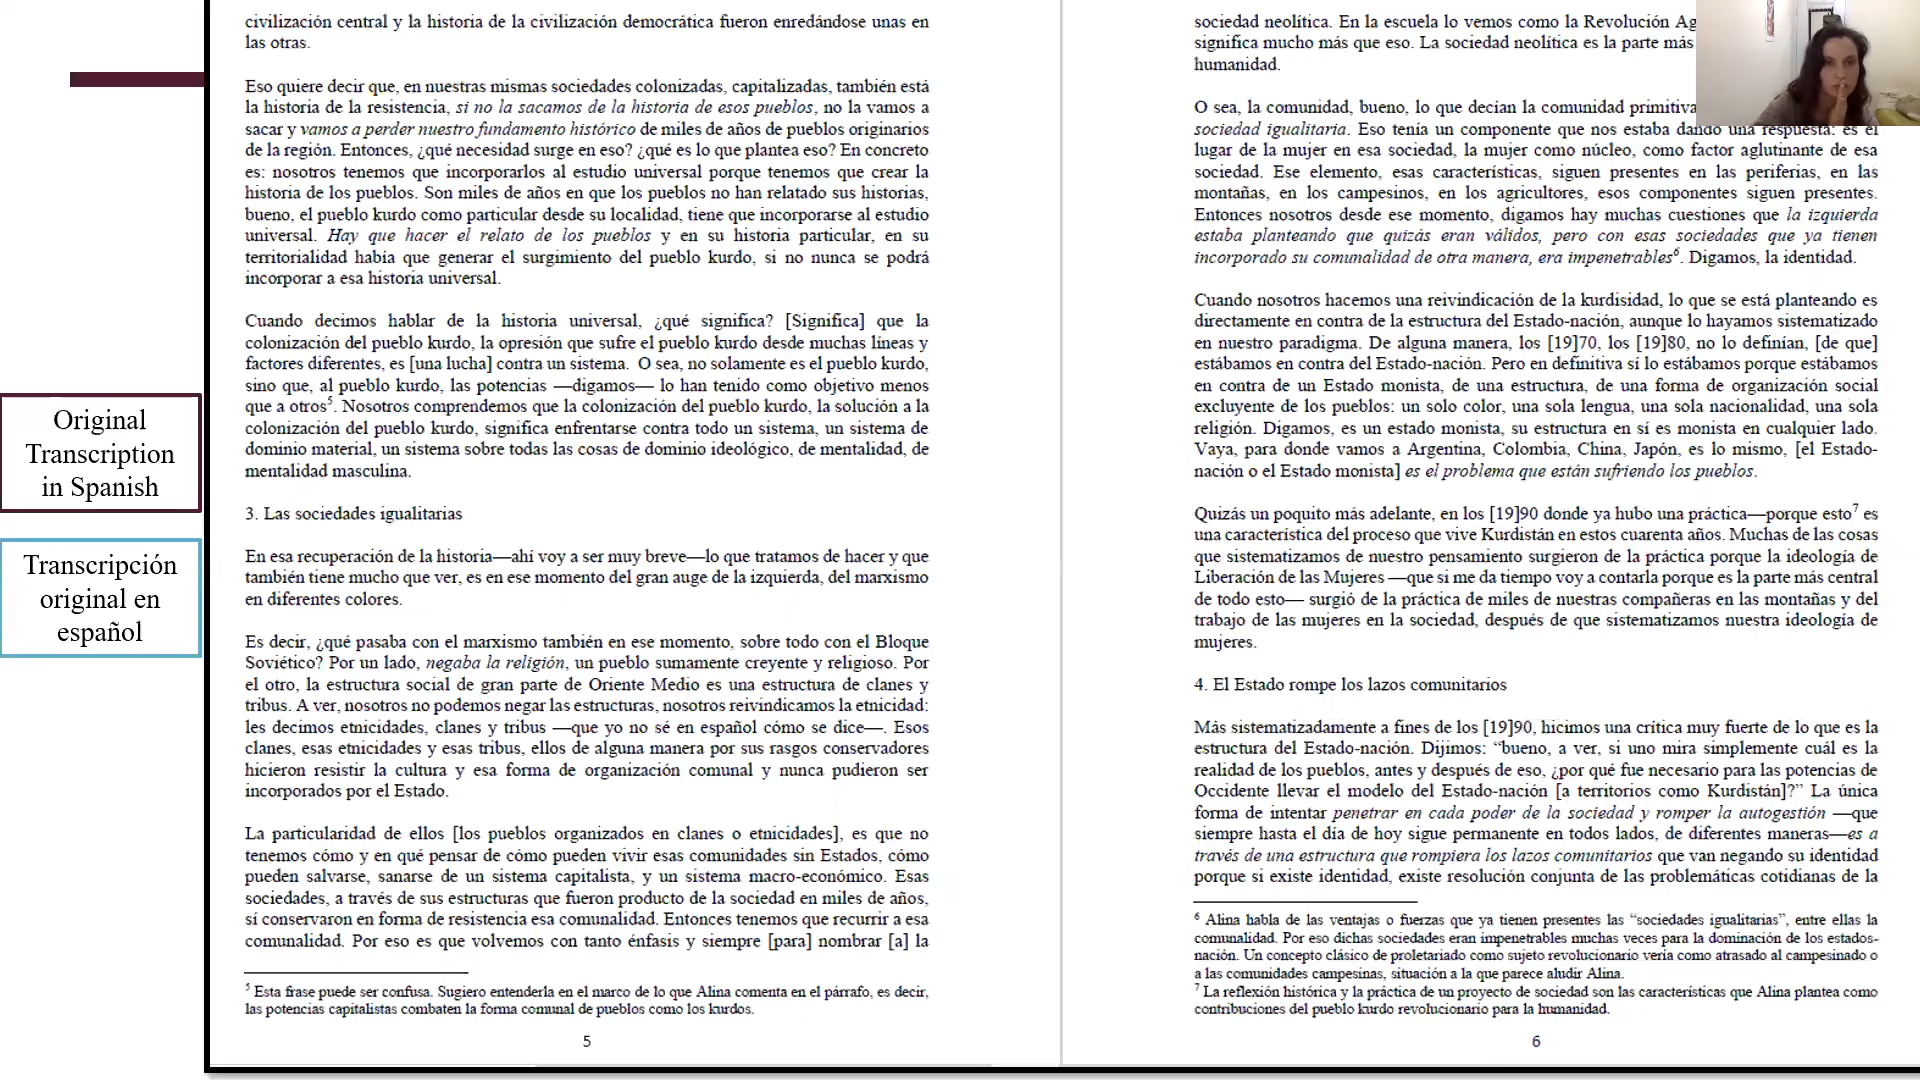 Original
Transcription
in Spanish
Transcripción
original en
español
civilización central y la historia de la civilización democrática fueron enredándose unas en
las otras.
Eso quiere decir que, en nuestras mismas sociedades colonizadas, capitalizadas, también está
la historia de la resistencia, si no la sacamos de la historia de esos pueblos, no la vamos a
sacar y vamos a perder nuestro fundamento histórico de miles de años de pueblos originarios
de la región. Entonces, ¿qué necesidad surge en eso? ¿qué es lo que plantea eso? En concreto
es: nosotros tenemos que incorporarlos al estudio universal porque tenemos que crear la
historia de los pueblos. Son miles de años en que los pueblos no han relatado sus historias,
bueno, el pueblo kurdo como particular desde su localidad, tiene que incorporarse al estudio
universal. Hay que hacer el relato de los pueblos y en su historia particular, en su
territorialidad había que generar el surgimiento del pueblo kurdo, si no nunca se podrá
incorporar a esa historia universal.
Cuando decimos hablar de la historia universal, ¿qué significa? [Significa] que la
colonización del pueblo kurdo, la opresión que sufre el pueblo kurdo desde muchas líneas y
factores diferentes, es [una lucha] contra un sistema. O sea, no solamente es el pueblo kurdo,
sino que, al pueblo kurdo, las potencias —digamos— lo han tenido como objetivo menos
que a otros5. Nosotros comprendemos que la colonización del pueblo kurdo, la solución a la
colonización del pueblo kurdo, significa enfrentarse contra todo un sistema, un sistema de
dominio material, un sistema sobre todas las cosas de dominio ideológico, de mentalidad, de
mentalidad masculina.
3. Las sociedades igualitarias
En esa recuperación de la historia—ahí voy a ser muy breve—lo que tratamos de hacer y que
también tiene mucho que ver, es en ese momento del gran auge de la izquierda, del marxismo
en diferentes colores.
Es decir, ¿qué pasaba con el marxismo también en ese momento, sobre todo con el Bloque
Soviético? Por un lado, negaba la religión, un pueblo sumamente creyente y religioso. Por
el otro, la estructura social de gran parte de Oriente Medio es una estructura de clanes y
tribus. A ver, nosotros no podemos negar las estructuras, nosotros reivindicamos la etnicidad:
les decimos etnicidades, clanes y tribus —que yo no sé en español cómo se dice—. Esos
clanes, esas etnicidades y esas tribus, ellos de alguna manera por sus rasgos conservadores
hicieron resistir la cultura y esa forma de organización comunal y nunca pudieron ser
incorporados por el Estado.
La particularidad de ellos [los pueblos organizados en clanes o etnicidades], es que no
tenemos cómo y en qué pensar de cómo pueden vivir esas comunidades sin Estados, cómo
pueden salvarse, sanarse de un sistema capitalista, y un sistema macro-económico. Esas
sociedades, a través de sus estructuras que fueron producto de la sociedad en miles de años,
sí conservaron en forma de resistencia esa comunalidad. Entonces tenemos que recurrir a esa
comunalidad. Por eso es que volvemos con tanto énfasis y siempre [para] nombrar [a] la
5 Esta frase puede ser confusa. Sugiero entenderla en el marco de lo que Alina comenta en el párrafo, es decir,
las potencias capitalistas combaten la forma comunal de pueblos como los kurdos.
5
sociedad neolítica. En la escuela lo vemos como la Revolución
significa mucho más que eso. La sociedad neolítica es la parte más
humanidad.
O sea, la comunidad, bueno, lo que decían la comunidad primitiva
sociedad igualitaria. Eso tenía un componente que nos estaba dando una respuesta: es el
lugar de la mujer en esa sociedad, la mujer como núcleo, como factor aglutinante de esa
sociedad. Ese elemento, esas características, siguen presentes en las periferias, en las
montañas, en los campesinos, en los agricultores, esos componentes siguen presentes.
Entonces nosotros desde ese momento, digamos hay muchas cuestiones que la izquierda
estaba planteando que quizás eran válidos, pero con esas sociedades que ya tienen
incorporado su comunalidad de otra manera, era impenetrables6. Digamos, la identidad.
Cuando nosotros hacemos una reivindicación de la kurdisidad, lo que se está planteando es
directamente en contra de la estructura del Estado-nación, aunque lo hayamos sistematizado
en nuestro paradigma. De alguna manera, los [19]70, los [19]80, no lo definían, [de que]
estábamos en contra del Estado-nación. Pero en definitiva sí lo estábamos porque estábamos
en contra de un Estado monista, de una estructura, de una forma de organización social
excluyente de los pueblos: un solo color, una sola lengua, una sola nacionalidad, una sola
religión. Digamos, es un estado monista, su estructura en sí es monista en cualquier lado.
Vaya, para donde vamos a Argentina, Colombia, China, Japón, es lo mismo, [el Estado-
nación o el Estado monista] es el problema que están sufriendo los pueblos.
Quizás un poquito más adelante, en los [19]90 donde ya hubo una práctica—porque esto7 es
una característica del proceso que vive Kurdistán en estos cuarenta años. Muchas de las cosas
que sistematizamos de nuestro pensamiento surgieron de la práctica porque la ideología de
Liberación de las Mujeres —que si me da tiempo voy a contarla porque es la parte más central
de todo esto— surgió de la práctica de miles de nuestras compañeras en las montañas y del
trabajo de las mujeres en la sociedad, después de que sistematizamos nuestra ideología de
mujeres.
4. El Estado rompe los lazos comunitarios
Más sistematizadamente a fines de los [19]90, hicimos una crítica muy fuerte de lo que es la
estructura del Estado-nación. Dijimos: “bueno, a ver, si uno mira simplemente cuál es la
realidad de los pueblos, antes y después de eso, ¿por qué fue necesario para las potencias de
Occidente llevar el modelo del Estado-nación [a territorios como Kurdistán]?” La única
forma de intentar penetrar en cada poder de la sociedad y romper la autogestión —que
siempre hasta el día de hoy sigue permanente en todos lados, de diferentes maneras—es a
través de una estructura que rompiera los lazos comunitarios que van negando su identidad
porque si existe identidad, existe resolución conjunta de las problemáticas cotidianas de la
6 Alina habla de las ventajas o fuerzas que ya tienen presentes las “sociedades igualitarias”, entre ellas la
comunalidad. Por eso dichas sociedades eran impenetrables muchas veces para la dominación de los estados-
nación. Un concepto clásico de proletariado como sujeto revolucionario vería como atrasado al campesinado o
a las comunidades campesinas, situación a la que parece aludir Alina.
7 La reflexión histórica y la práctica de un proyecto de sociedad son las características que Alina plantea como
contribuciones del pueblo kurdo revolucionario para la humanidad.
6